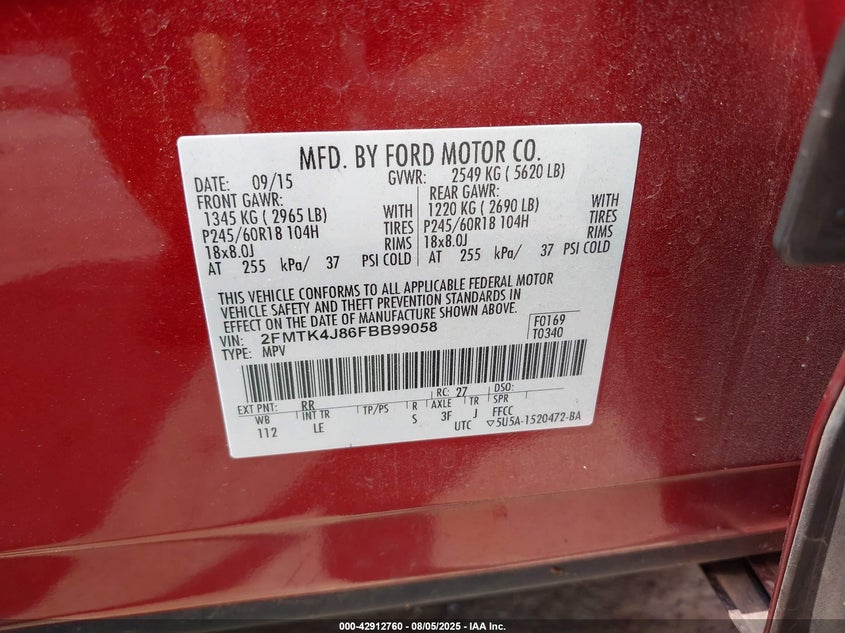 MFD. BY FORD MOTOR CO.
DATE: 09/15 GVWR: 2549 KG ( 5620 LB)
FRONT GAWR: REAR GAWR:
1345 KG ( 2965 LB) WITH 1220 KG ( 2690 LB) WITH
P245/60R18 104H TIRES P245/60R18 104H TIRES
18x8.0J RIMS 18x8.0J RIMS
AT 255 kPa/ 37 PSI COLD AT 255 kPa/ 37 PSI COLD
THIS VEHICLE CONFORMS TO ALL APPLICABLE FEDERAL MOTOR
VEHICLE SAFETY AND THEFT PREVENTION STANDARDS IN
EFFECT ON THE DATE OF MANUFACTURE SHOWN ABOVE.
VIN: 2FMTK4J86FBB99058 F0169
TYPE: MPV T0340
EXT PNT: RR RC: 27 DSO:
WB INT TR TP/PS R AXLE TR SPR
112 LE S 3F J FFCC
UTC ▽5U5A-1520472-BA
000-42912760 - 08/05/2025 - IAA Inc.